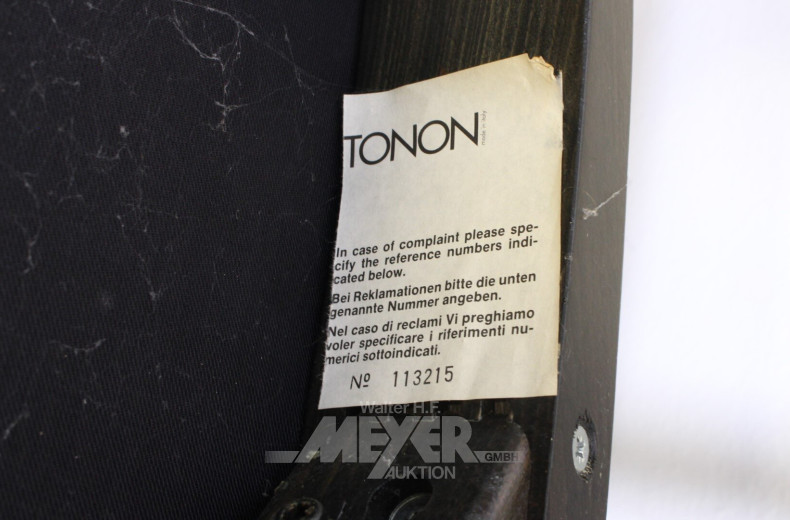 TONON
made in italy
In case of complaint please spe-
cify the reference numbers indi-
cated below.
Bei Reklamationen bitte die unten
genannte Nummer angeben.
Nel caso di reclami Vi preghiamo
voler specificare i riferimenti nu-
merici sottoindicati.
Nº 113215
Walter H.F.
MEYER
GMBH
AUKTION